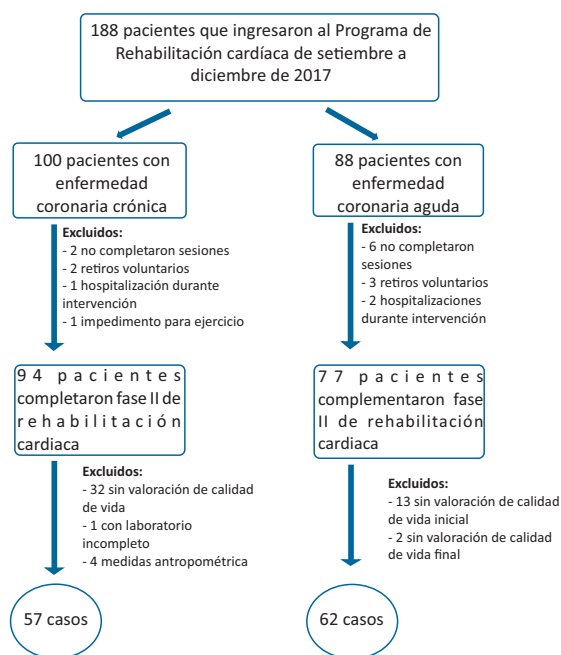 188 pacientes que ingresaron al Programa de
Rehabilitación cardíaca de setiembre a
diciembre de 2017
100 pacientes con
enfermedad
coronaria crónica
88 pacientes con
enfermedad
coronaria aguda
Excluidos:
- 2 no completaron sesiones
- 2 retiros voluntarios
- 1 hospitalización durante
intervención
- 1 impedimento para ejercicio
Excluidos:
- 6 no completaron
sesiones
- 3 retiros voluntarios
- 2 hospitalizaciones
durante intervención
94 pacientes
completaron fase II de
rehabilitación
cardiaca
77 pacientes
complementaron fase
II de rehabilitación
cardiaca
Excluidos:
- 32 sin valoración de calidad
de vida
- 1 con laboratorio
incompleto
- 4 medidas antropométrica
Excluidos:
- 13 sin valoración de calidad
de vida inicial
- 2 sin valoración de calidad
de vida final
57 casos
62 casos